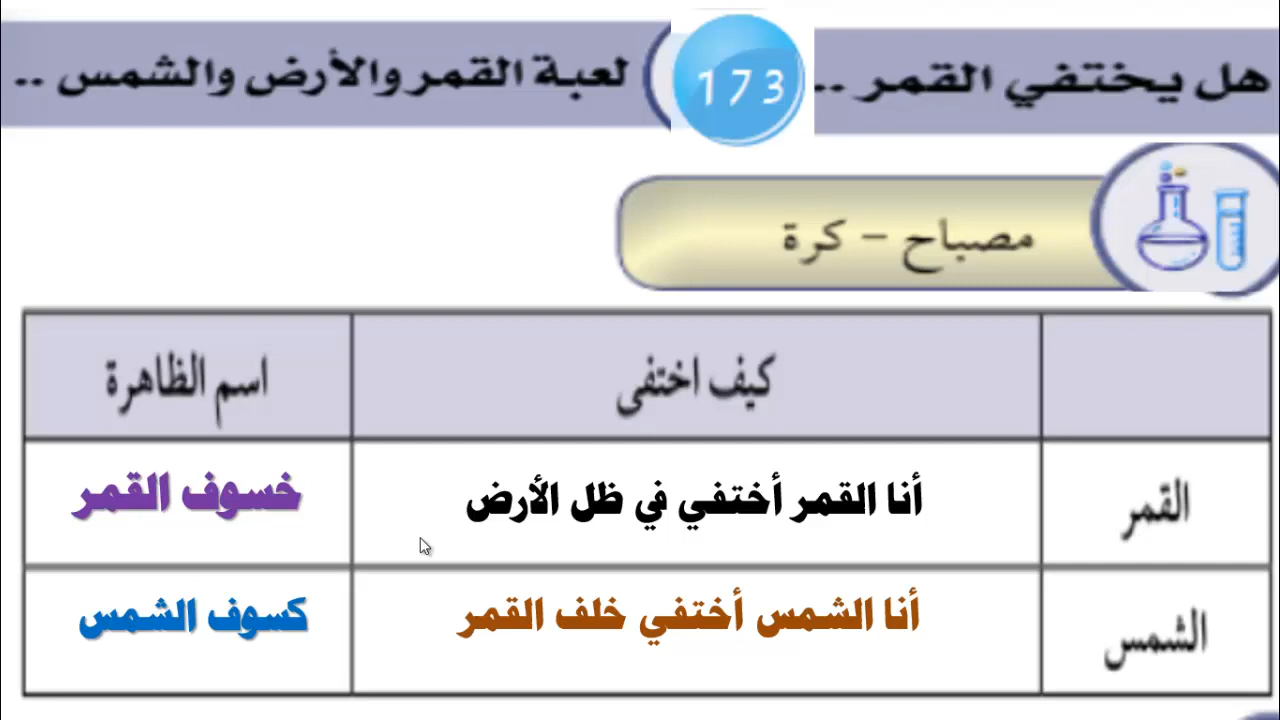 هل يختفي القمر ..
173
لعبة القمر والأرض والشمس ..
مصباح - كرة
كيف اختفى
اسم الظاهرة
القمر
أنا القمر أختفي في ظل الأرض
خسوف القمر
الشمس
أنا الشمس أختفي خلف القمر
كسوف الشمس